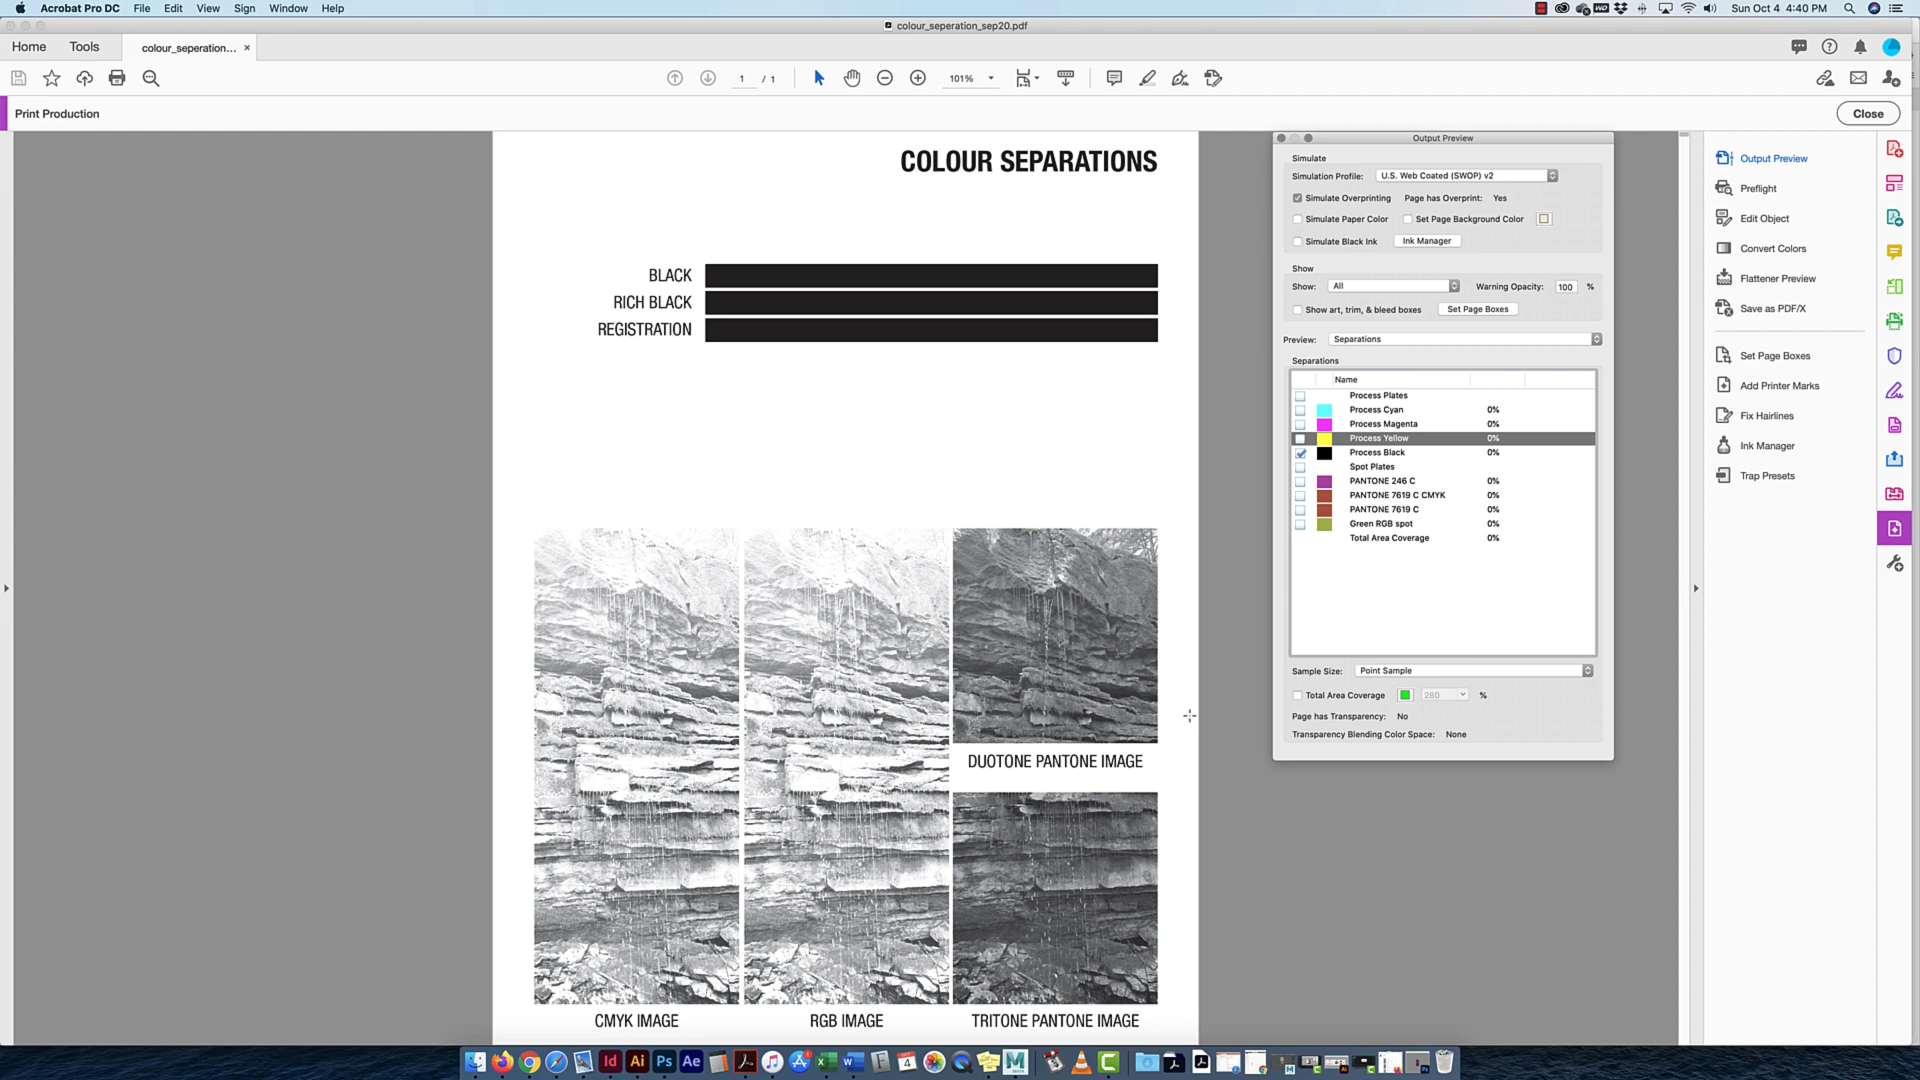 Acrobat Pro DC File Edit View Sign Window Help
Sun Oct 4 4:40 PM
colour_seperation_sep20.pdf
Home Tools colour_seperation... ×
1 / 1 101%
Print Production
Close
COLOUR SEPARATIONS
BLACK
RICH BLACK
REGISTRATION
DUOTONE PANTONE IMAGE
CMYK IMAGE
RGB IMAGE
TRITONE PANTONE IMAGE
Output Preview
Simulate
Simulation Profile: U.S. Web Coated (SWOP) v2
Simulate Overprinting Page has Overprint: Yes
Simulate Paper Color Set Page Background Color
Simulate Black Ink Ink Manager
Show
Show: All Warning Opacity: 100 %
Show art, trim, & bleed boxes Set Page Boxes
Preview: Separations
Separations
Name
Process Plates
Process Cyan 0%
Process Magenta 0%
Process Yellow 0%
Process Black 0%
Spot Plates
PANTONE 246 C 0%
PANTONE 7619 C CMYK 0%
PANTONE 7619 C 0%
Green RGB spot 0%
Total Area Coverage 0%
Sample Size: Point Sample
Total Area Coverage 280 %
Page has Transparency: No
Transparency Blending Color Space: None
Output Preview
Preflight
Edit Object
Convert Colors
Flattener Preview
Save as PDF/X
Set Page Boxes
Add Printer Marks
Fix Hairlines
Ink Manager
Trap Presets
Id Ai Ps Ae